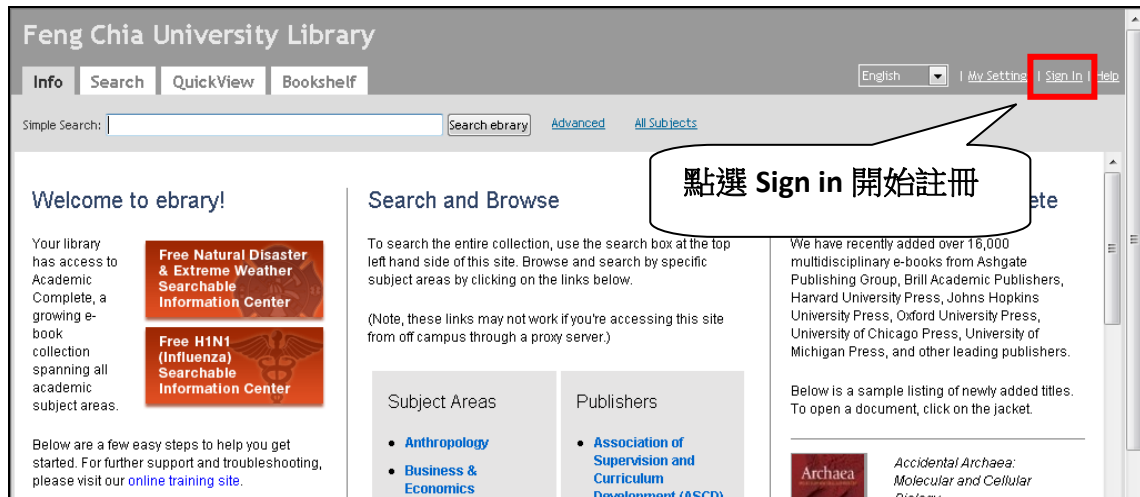 Feng Chia University Library
Info Search QuickView Bookshelf
English | My Setting | Sign In | Help
Simple Search: Search ebrary Advanced All Subjects
點選 Sign in 開始註冊
Welcome to ebrary!
Your library
has access to
Academic
Complete, a
growing e-
book
collection
spanning all
academic
subject areas.
Free Natural Disaster
& Extreme Weather
Searchable
Information Center
Free H1N1
(Influenza)
Searchable
Information Center
Below are a few easy steps to help you get
started. For further support and troubleshooting,
please visit our online training site.
Search and Browse
To search the entire collection, use the search box at the top
left hand side of this site. Browse and search by specific
subject areas by clicking on the links below.
(Note, these links may not work if you're accessing this site
from off campus through a proxy server.)
Subject Areas
• Anthropology
• Business &
Economics
Publishers
• Association of
Supervision and
Curriculum
Development (ASCD)
ete
We have recently added over 16,000
multidisciplinary e-books from Ashgate
Publishing Group, Brill Academic Publishers,
Harvard University Press, Johns Hopkins
University Press, Oxford University Press,
University of Chicago Press, University of
Michigan Press, and other leading publishers.
Below is a sample listing of newly added titles.
To open a document, click on the jacket.
Archaea
Accidental Archaea:
Molecular and Cellular
Biology